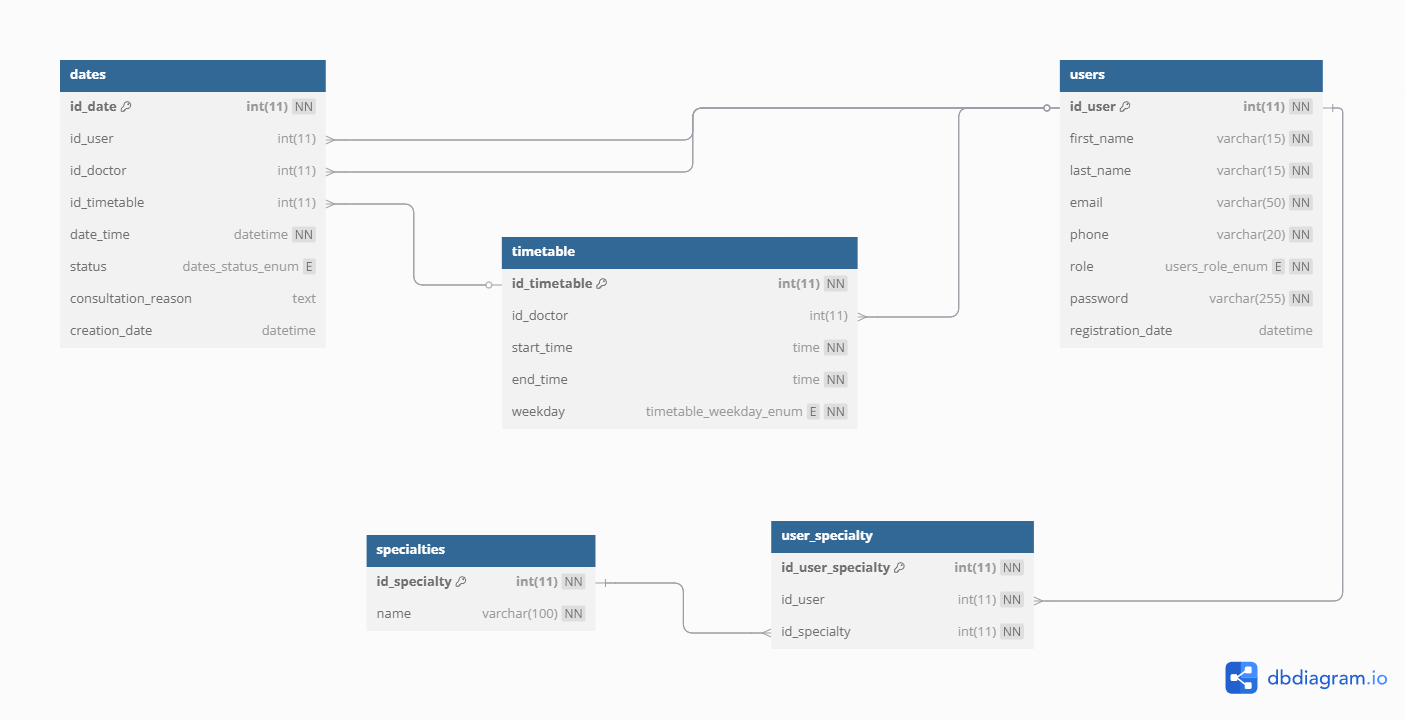 dates
id_date int(11) NN
id_user int(11)
id_doctor int(11)
id_timetable int(11)
date_time datetime NN
status dates_status_enum E
consultation_reason text
creation_date datetime
users
id_user int(11) NN
first_name varchar(15) NN
last_name varchar(15) NN
email varchar(50) NN
phone varchar(20) NN
role users_role_enum E NN
password varchar(255) NN
registration_date datetime
timetable
id_timetable int(11) NN
id_doctor int(11)
start_time time NN
end_time time NN
weekday timetable_weekday_enum E NN
specialties
id_specialty int(11) NN
name varchar(100) NN
user_specialty
id_user_specialty int(11) NN
id_user int(11) NN
id_specialty int(11) NN
dbdiagram.io